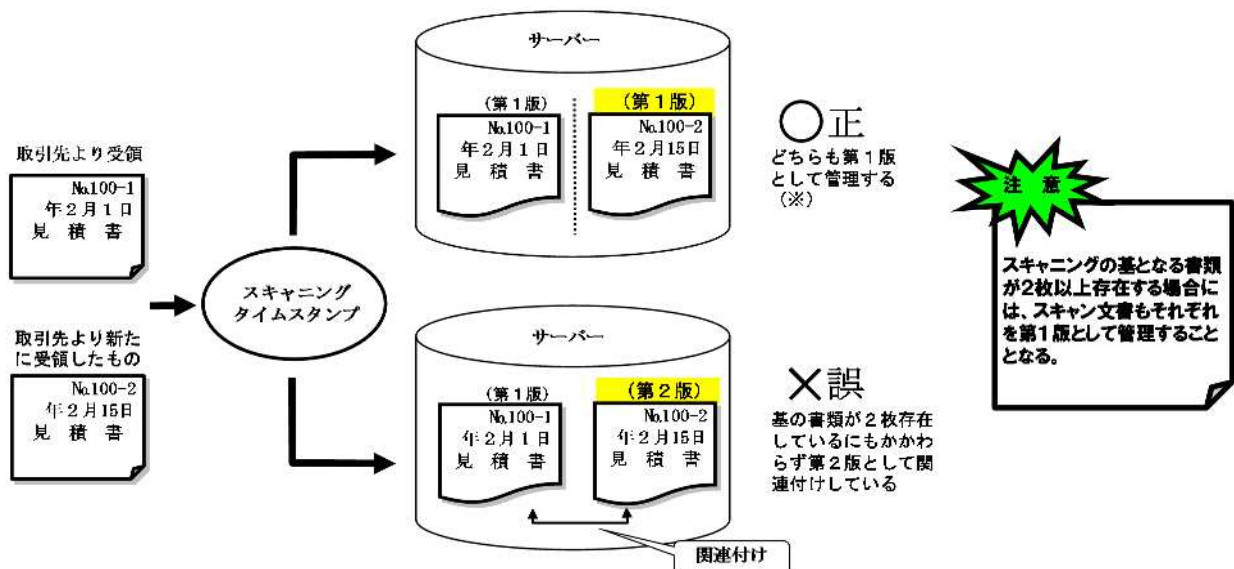 取引先より受領
No.100-1
年2月1日
見 積 書
取引先より新た
に受領したもの
No.100-2
年2月15日
見 積 書
スキャニング
タイムスタンプ
サーバー
(第1版)
No.100-1
年2月1日
見 積 書
(第1版)
No.100-2
年2月15日
見 積 書
○正
どちらも第1版
として管理する
(※)
サーバー
(第1版)
No.100-1
年2月1日
見 積 書
(第2版)
No.100-2
年2月15日
見 積 書
関連付け
×誤
基の書類が2枚存在
しているにもかかわ
らず第2版として関
連付けしている
注 意
スキャニングの基となる書類
が2枚以上存在する場合に
は、スキャン文書もそれぞれ
を第1版として管理すること
となる。